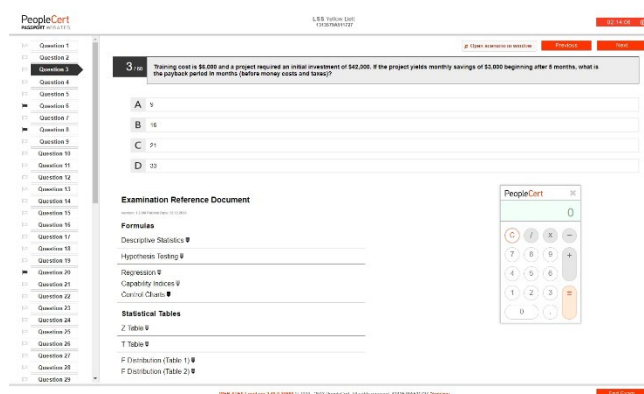 PeopleCert
LSS Yellow Belt
Open scenario in window
Previous
Next
Question 1
Question 2
Question 3
Question 4
Question 5
Question 6
Question 7
Question 8
Question 9
Question 10
Question 11
Question 12
Question 13
Question 14
Question 15
Question 16
Question 17
Question 18
Question 19
Question 20
Question 21
Question 22
Question 23
Question 24
Question 25
Question 26
Question 27
Question 28
Question 29
3
Training cost is $6,000 and a project required an initial investment of $42,000. If the project yields monthly savings of $3,000 beginning after 5 months, what is
the payback period in months (before money costs and taxes)?
A 9
B 16
C 21
D
Examination Reference Document
Formulas
Descriptive Statistics
Hypothesis Testing
Regression
Capability Indices
Control Charts
Statistical Tables
Z Table
T Table
F Distribution (Table 1)
F Distribution (Table 2)
PeopleCert ×
0
C / X −
7 8 9 +
4 5 6
1 2 3 =
0 .